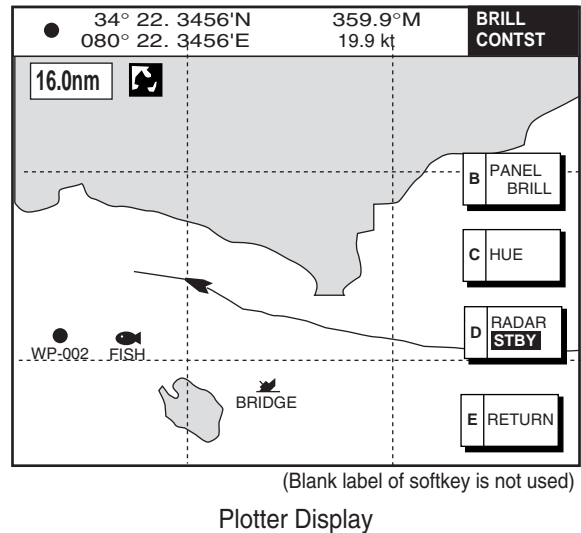 34° 22. 3456'N 359.9°M BRILL
080° 22. 3456'E 19.9 kt CONTST
16.0nm
B PANEL BRILL
C HUE
D RADAR STBY
WP-002 FISH
BRIDGE
E RETURN
(Blank label of softkey is not used)
Plotter Display